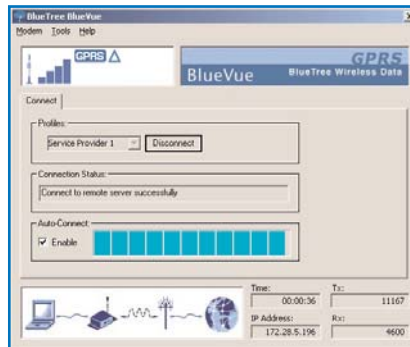 BlueTree BlueVue
Modem Tools Help
GPRS
GPRS
BlueVue BlueTree Wireless Data
Connect
Profiles:
Service Provider 1 Disconnect
Connection Status:
Connect to remote server successfully
Auto-Connect:
Enable
Time: Tx:
00:00:36 11167
IP Address: Rx:
172.28.5.196 4600